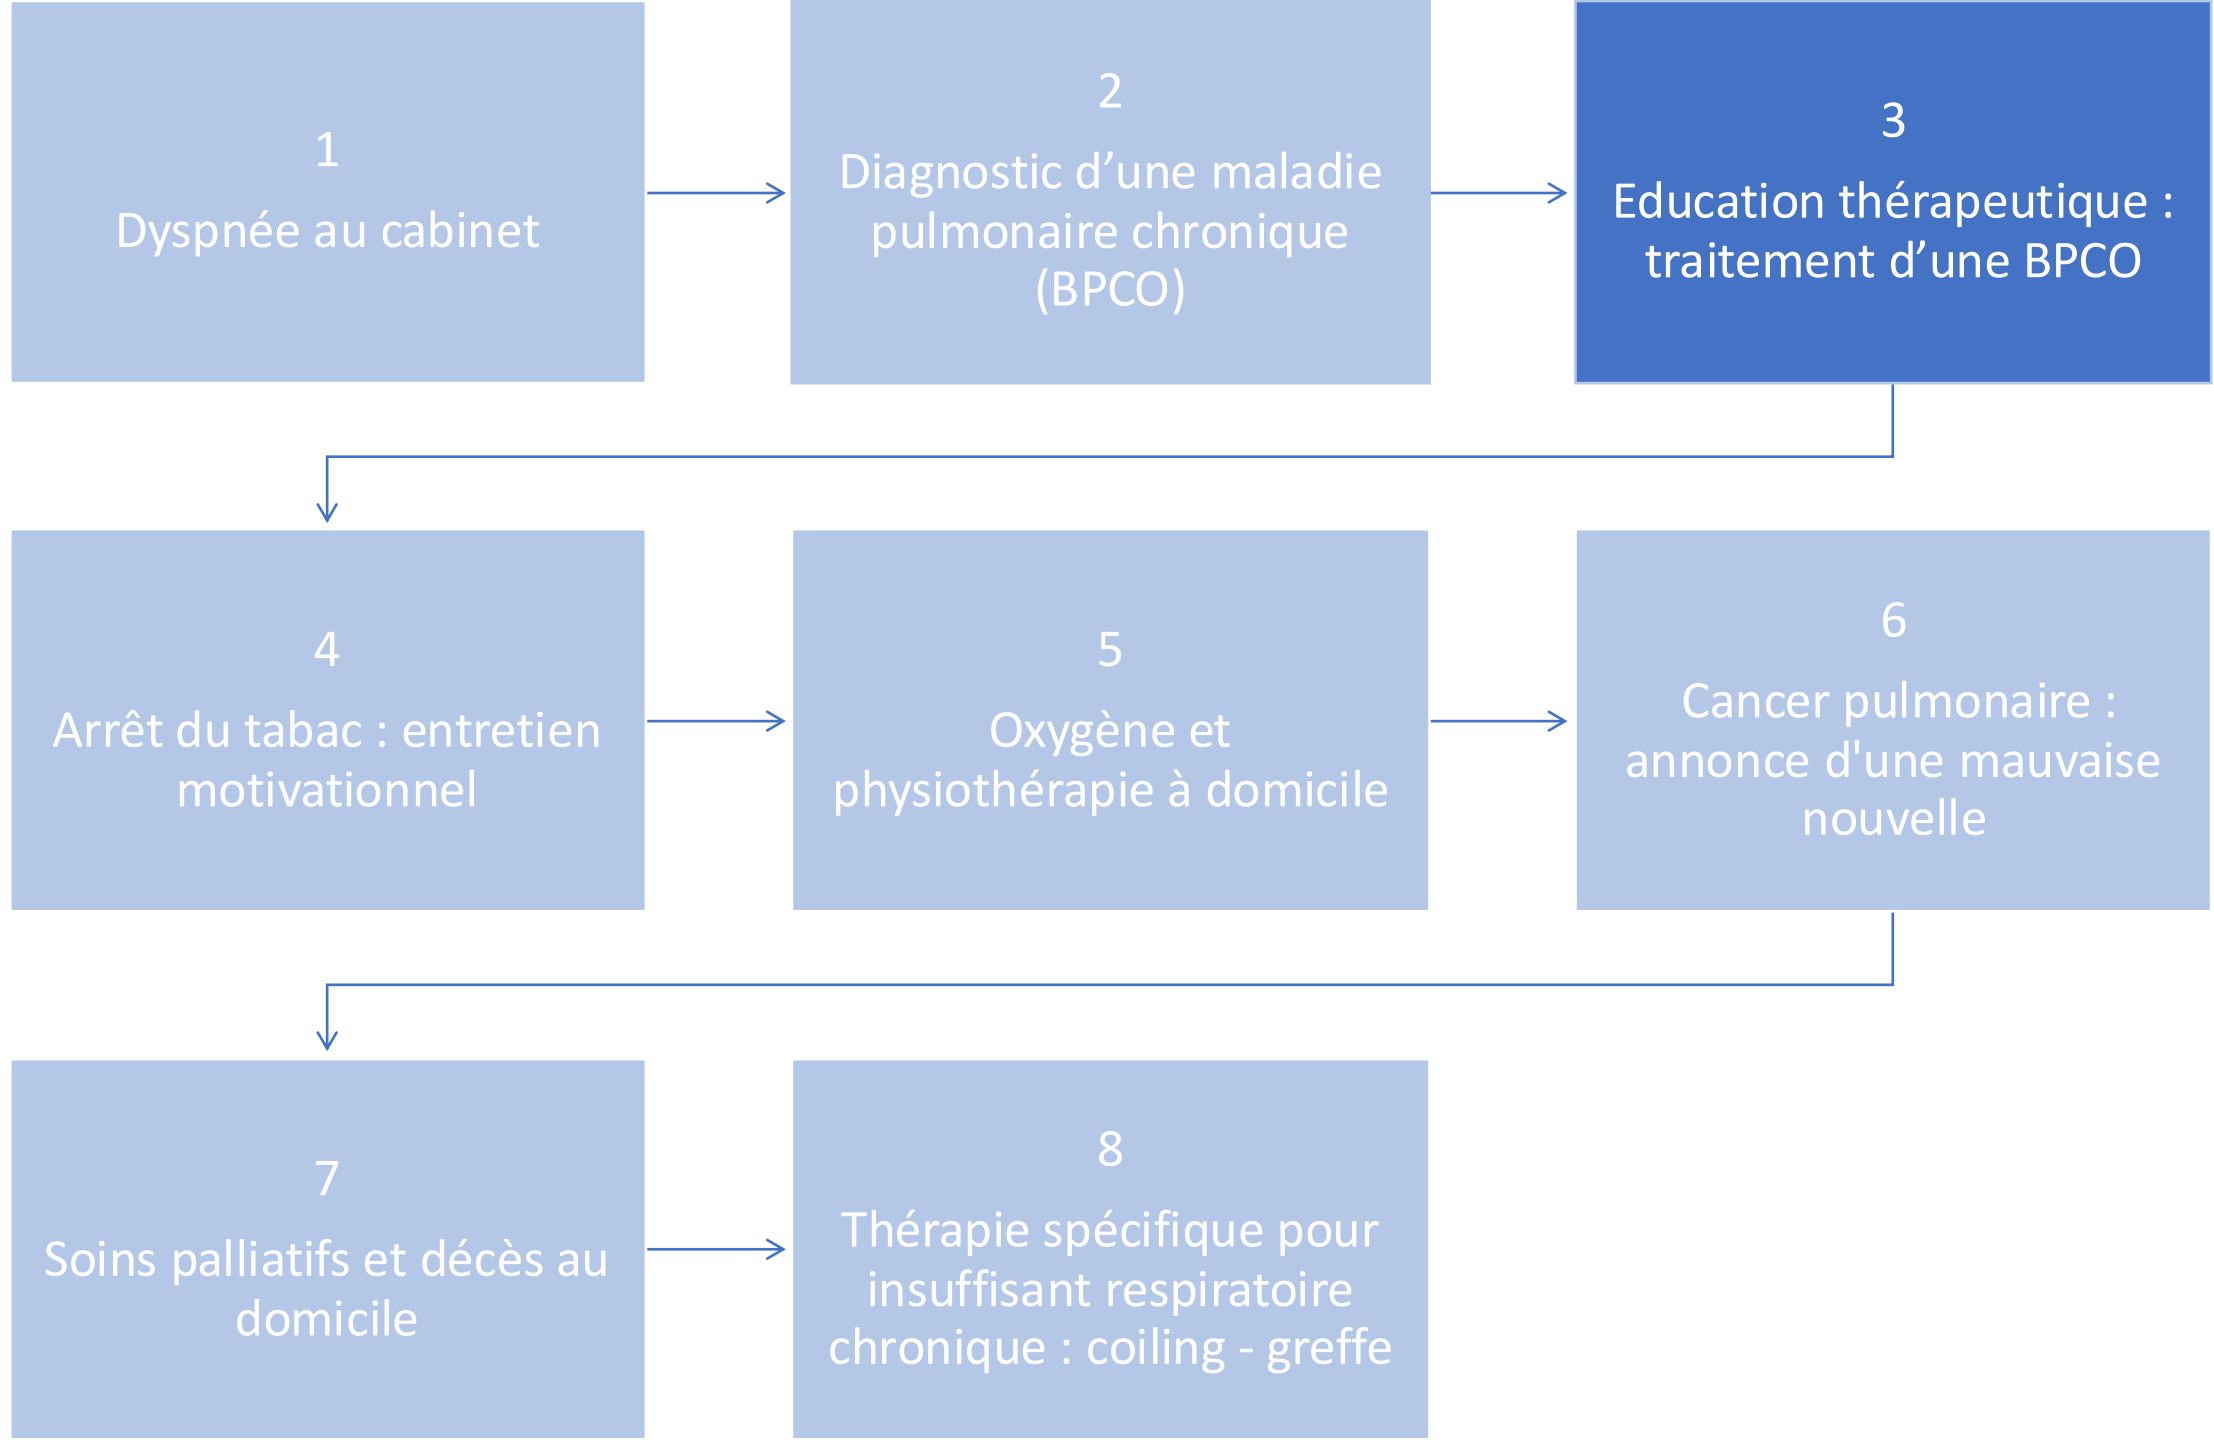 1
Dyspnée au cabinet
2
Diagnostic d’une maladie
pulmonaire chronique
(BPCO)
3
Education thérapeutique :
traitement d’une BPCO
4
Arrêt du tabac : entretien
motivationnel
5
Oxygène et
physiothérapie à domicile
6
Cancer pulmonaire :
annonce d'une mauvaise
nouvelle
7
Soins palliatifs et décès au
domicile
8
Thérapie spécifique pour
insuffisant respiratoire
chronique : coiling - greffe